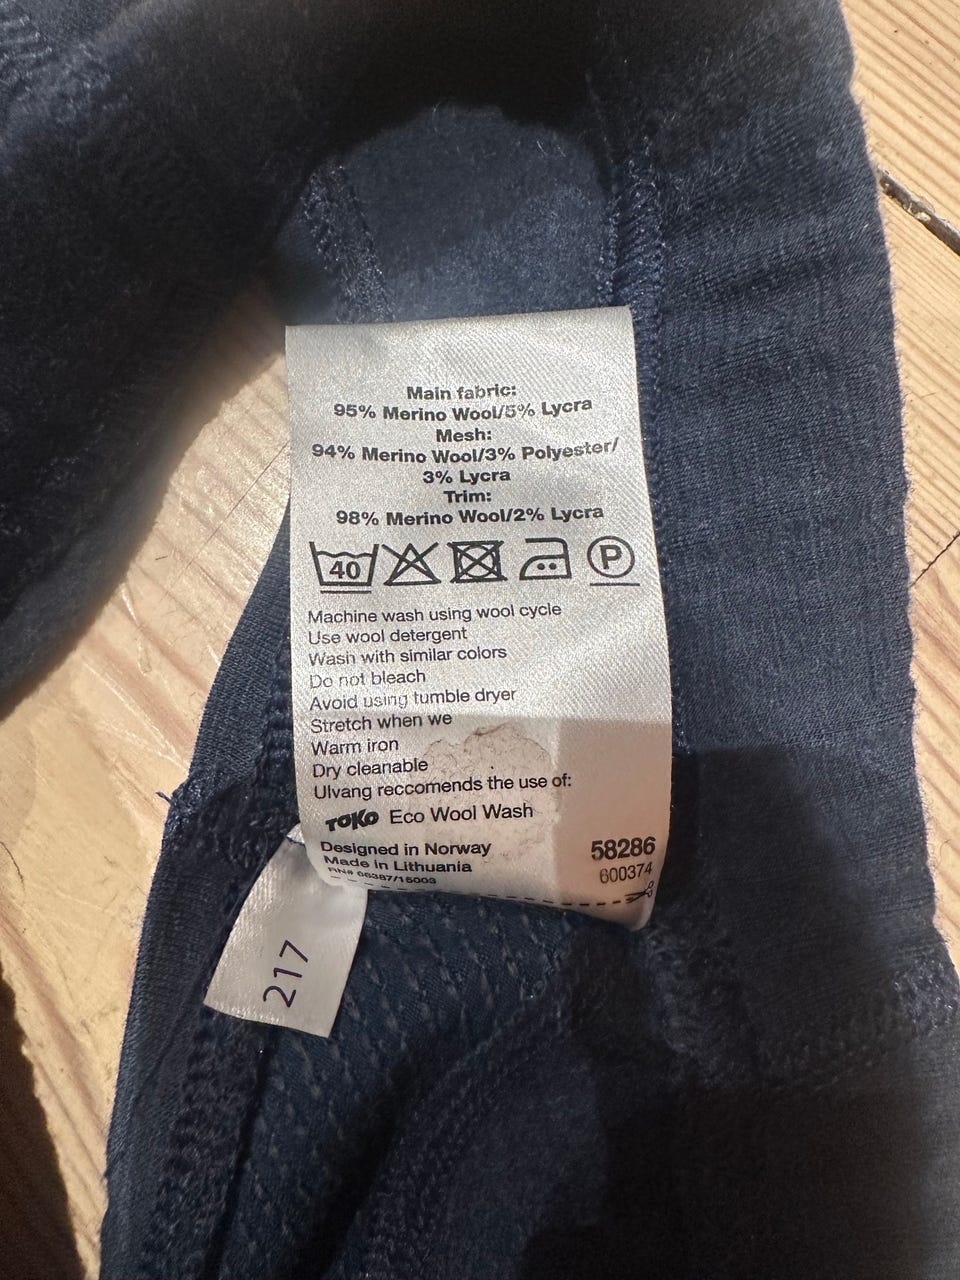 Main fabric:
95% Merino Wool/5% Lycra
Mesh:
94% Merino Wool/3% Polyester/
3% Lycra
Trim:
98% Merino Wool/2% Lycra
40 P
Machine wash using wool cycle
Use wool detergent
Wash with similar colors
Do not bleach
Avoid using tumble dryer
Stretch when we
Warm iron
Dry cleanable
Ulvang reccomends the use of:
TOKO Eco Wool Wash
Designed in Norway
Made in Lithuania
58286
600374
217